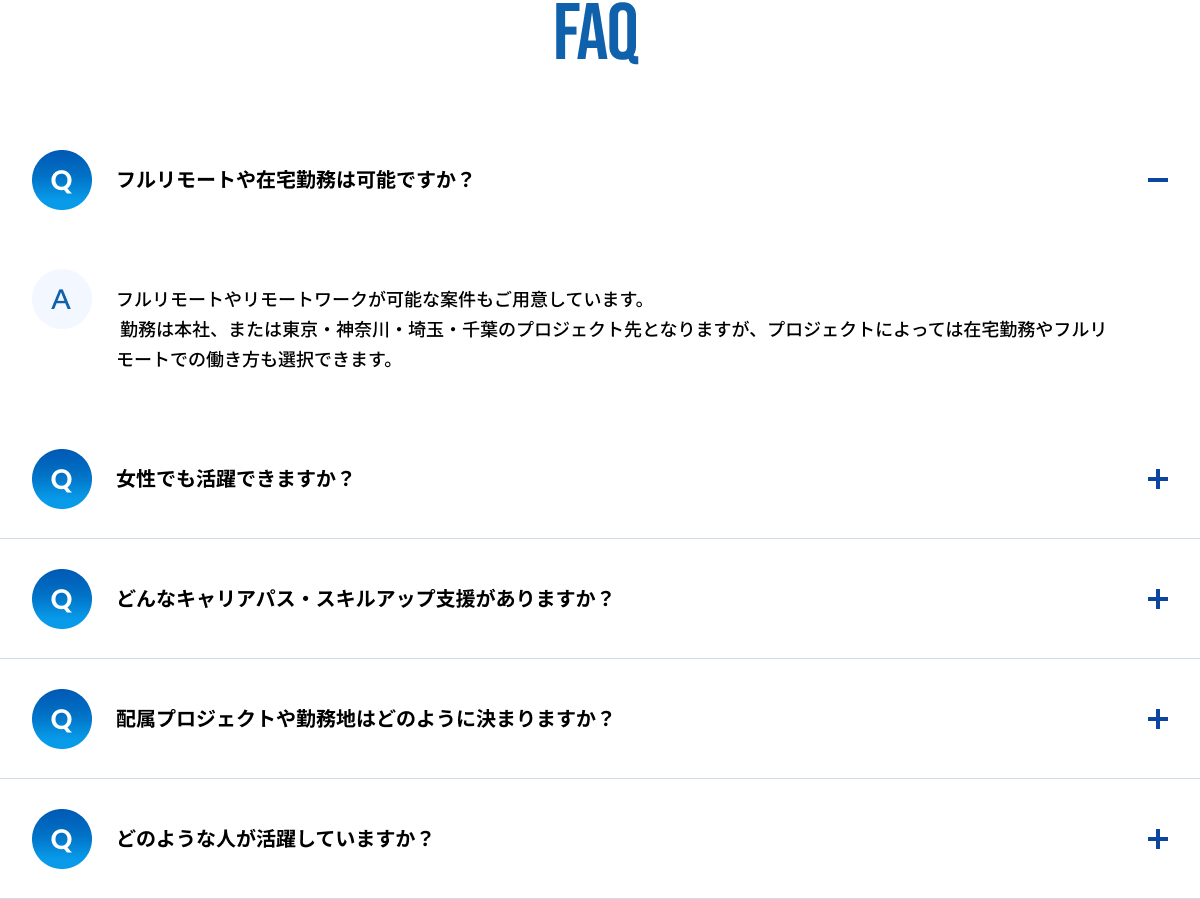 FAQ
Q
フルリモートや在宅勤務は可能ですか？
A
フルリモートやリモートワークが可能な案件もご用意しています。
勤務は本社、または東京・神奈川・埼玉・千葉のプロジェクト先となりますが、プロジェクトによっては在宅勤務やフルリ
モートでの働き方も選択できます。
Q
女性でも活躍できますか？
Q
どんなキャリアパス・スキルアップ支援がありますか？
Q
配属プロジェクトや勤務地はどのように決まりますか？
Q
どのような人が活躍していますか？